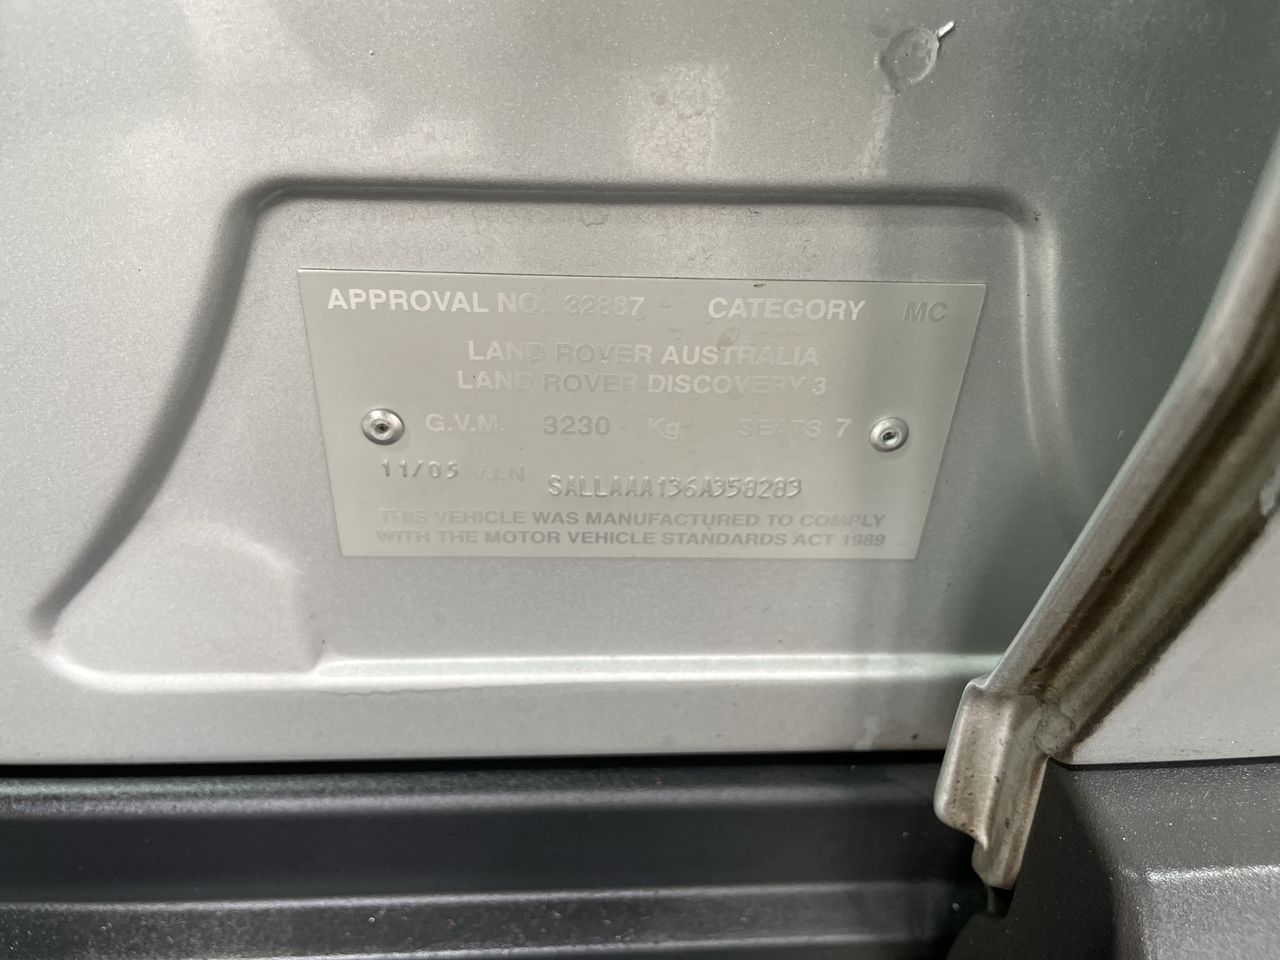 APPROVAL NO. 32887 CATEGORY MC
LAND ROVER AUSTRALIA
LAND ROVER DISCOVERY 3
G.V.M. 3230 Kg SEATS 7
11/05 V.I.N SALLAAA136A358283
THIS VEHICLE WAS MANUFACTURED TO COMPLY
WITH THE MOTOR VEHICLE STANDARDS ACT 1989